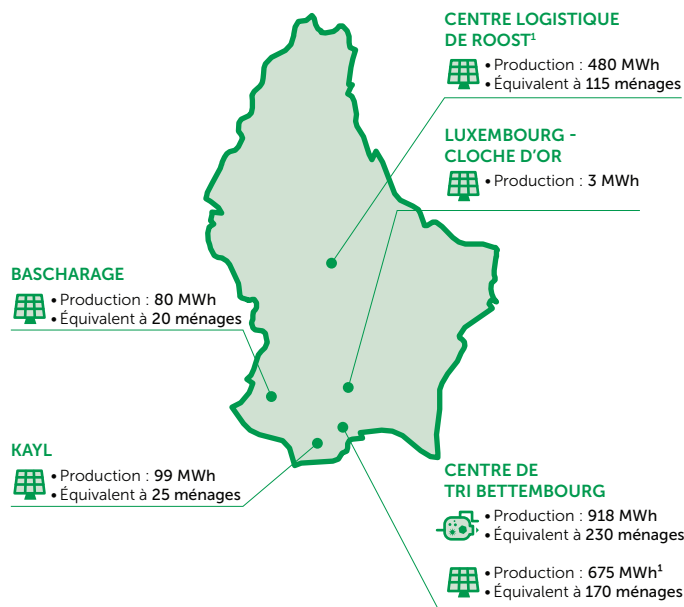 CENTRE LOGISTIQUE
DE ROOST¹
• Production : 480 MWh
• Équivalent à 115 ménages
LUXEMBOURG -
CLOCHE D'OR
• Production : 3 MWh
BASCHARAGE
• Production : 80 MWh
• Équivalent à 20 ménages
KAYL
• Production : 99 MWh
• Équivalent à 25 ménages
CENTRE DE
TRI BETTEMBOURG
• Production : 918 MWh
• Équivalent à 230 ménages
• Production : 675 MWh¹
• Équivalent à 170 ménages